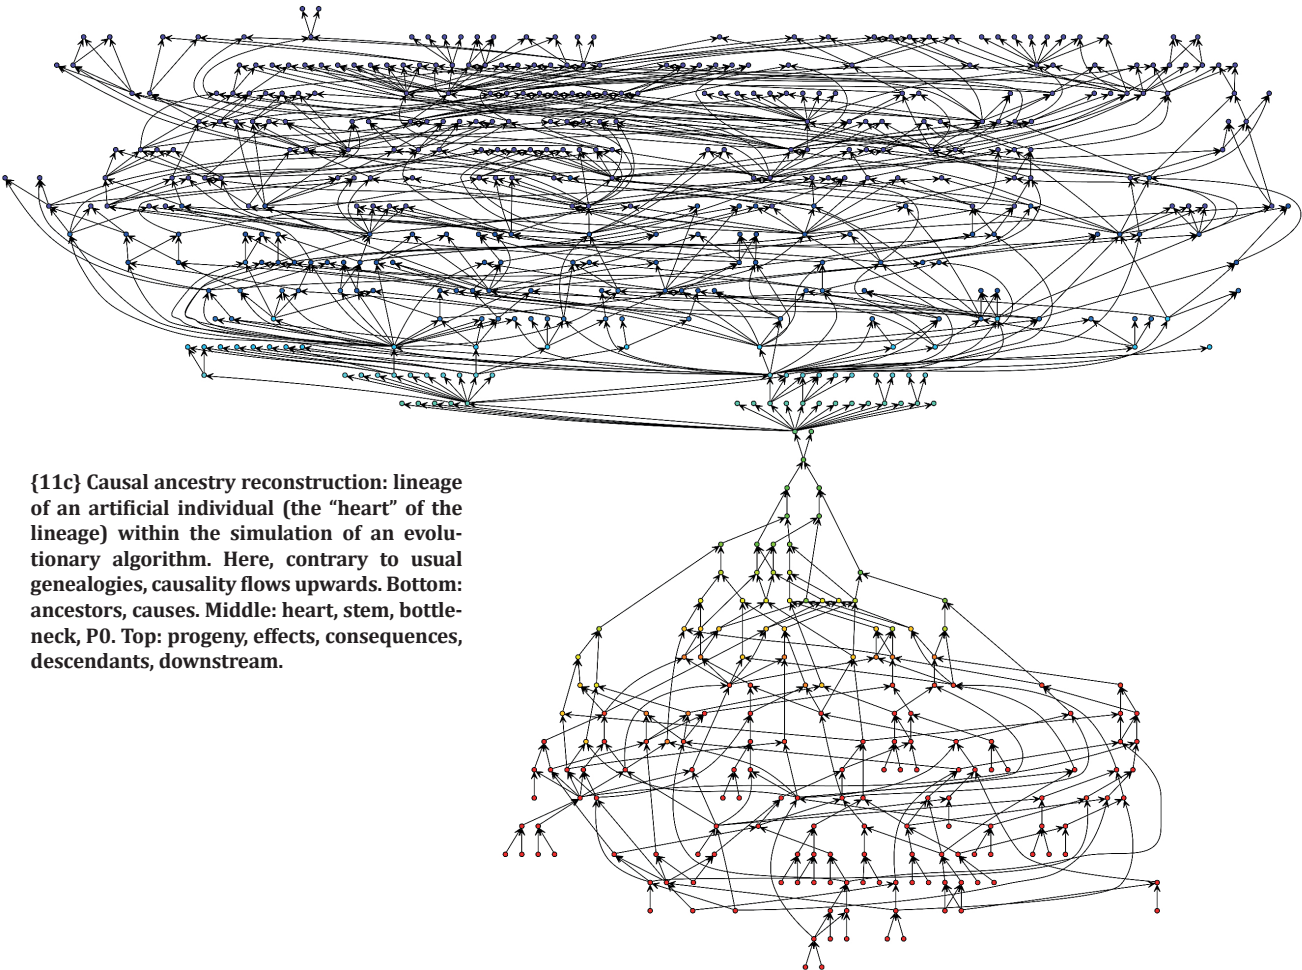 {11c} Causal ancestry reconstruction: lineage
of an artificial individual (the “heart” of the
lineage) within the simulation of an evolu-
tionary algorithm. Here, contrary to usual
genealogies, causality flows upwards. Bottom:
ancestors, causes. Middle: heart, stem, bottle-
neck, P0. Top: progeny, effects, consequences,
descendants, downstream.